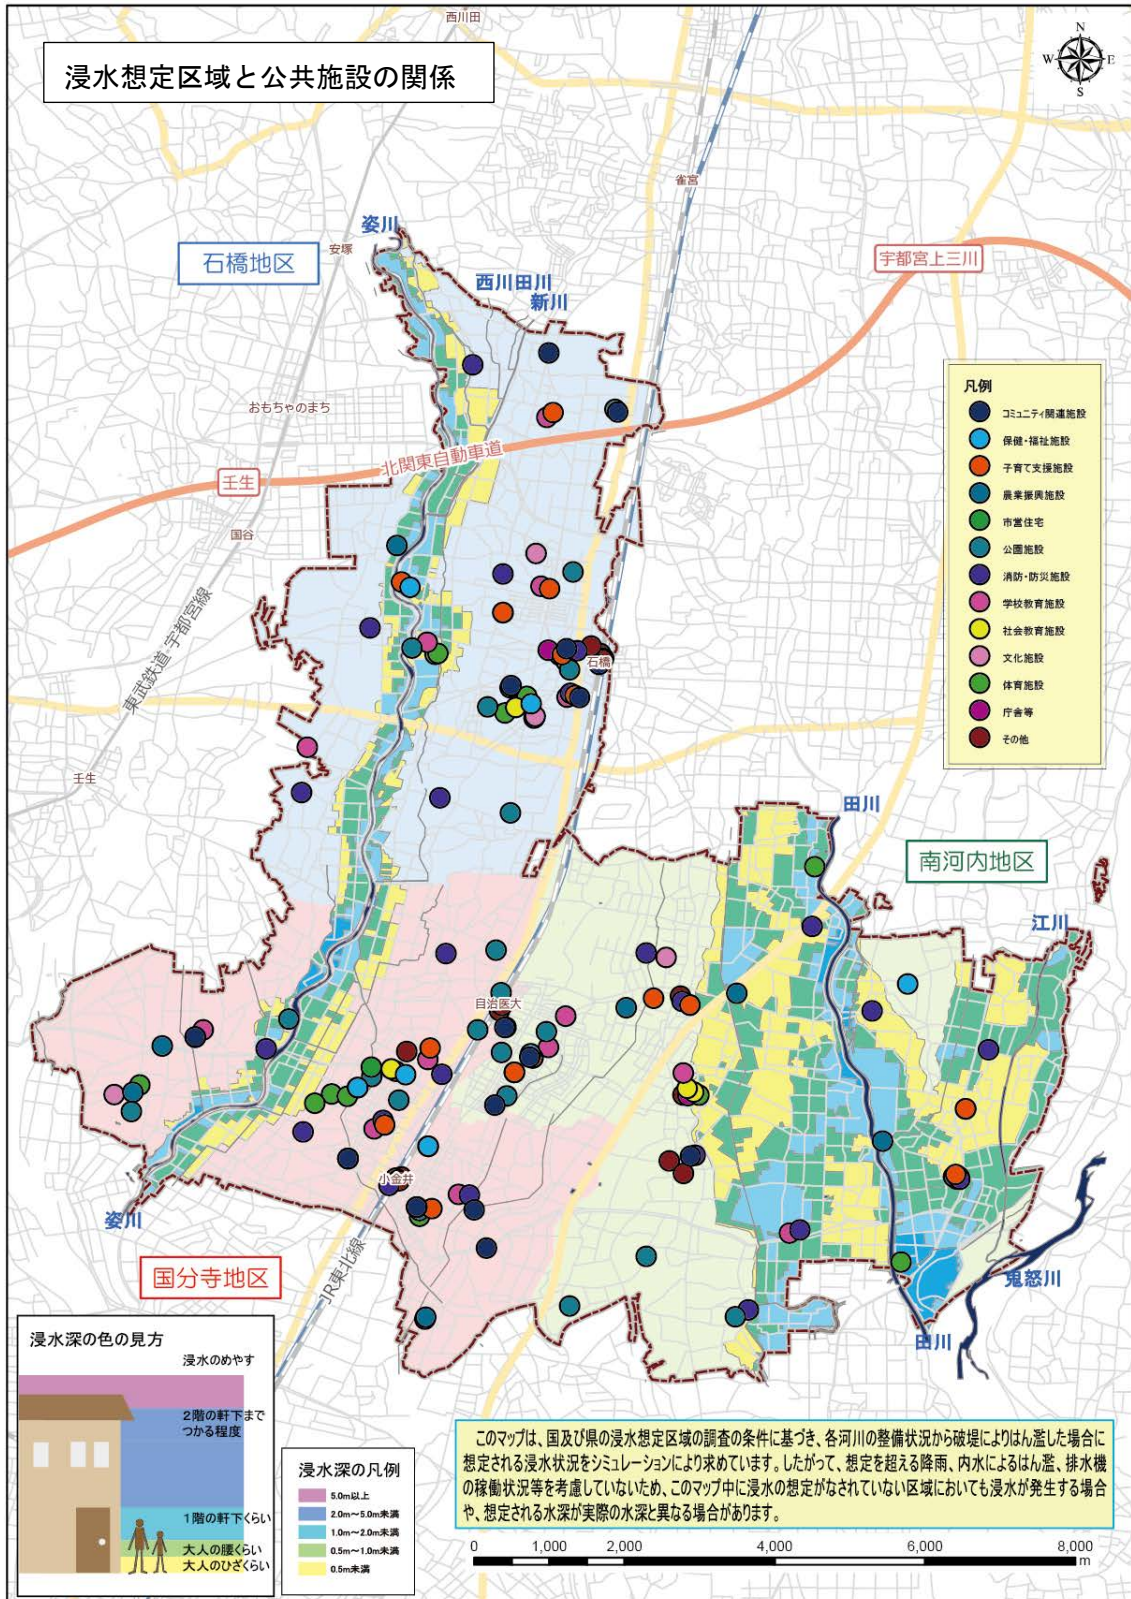 浸水想定区域と公共施設の関係
西川田
N
W
E
S
雀宮
姿川
安塚
石橋地区
西川田川
新川
宇都宮上三川
おもちゃのまち
北関東自動車道
壬生
国谷
東武鉄道 宇都宮線
石橋
壬生
凡例
コミュニティ関連施設
保健・福祉施設
子育て支援施設
農業振興施設
市営住宅
公園施設
消防・防災施設
学校教育施設
社会教育施設
文化施設
体育施設
庁舎等
その他
田川
南河内地区
江川
自治医大
小金井
姿川
国分寺地区
JR東北線
鬼怒川
田川
浸水深の色の見方
浸水のめやす
2階の軒下まで
つかる程度
1階の軒下くらい
大人の腰くらい
大人のひざくらい
浸水深の凡例
5.0m以上
2.0m～5.0m未満
1.0m～2.0m未満
0.5m～1.0m未満
0.5m未満
このマップは、国及び県の浸水想定区域の調査の条件に基づき、各河川の整備状況から破堤によりはん濫した場合に
想定される浸水状況をシミュレーションにより求めています。したがって、想定を超える降雨、内水によるはん濫、排水機
の稼働状況等を考慮していないため、このマップ中に浸水の想定がなされていない区域においても浸水が発生する場合
や、想定される水深が実際の水深と異なる場合があります。
0 1,000 2,000 4,000 6,000 8,000
m